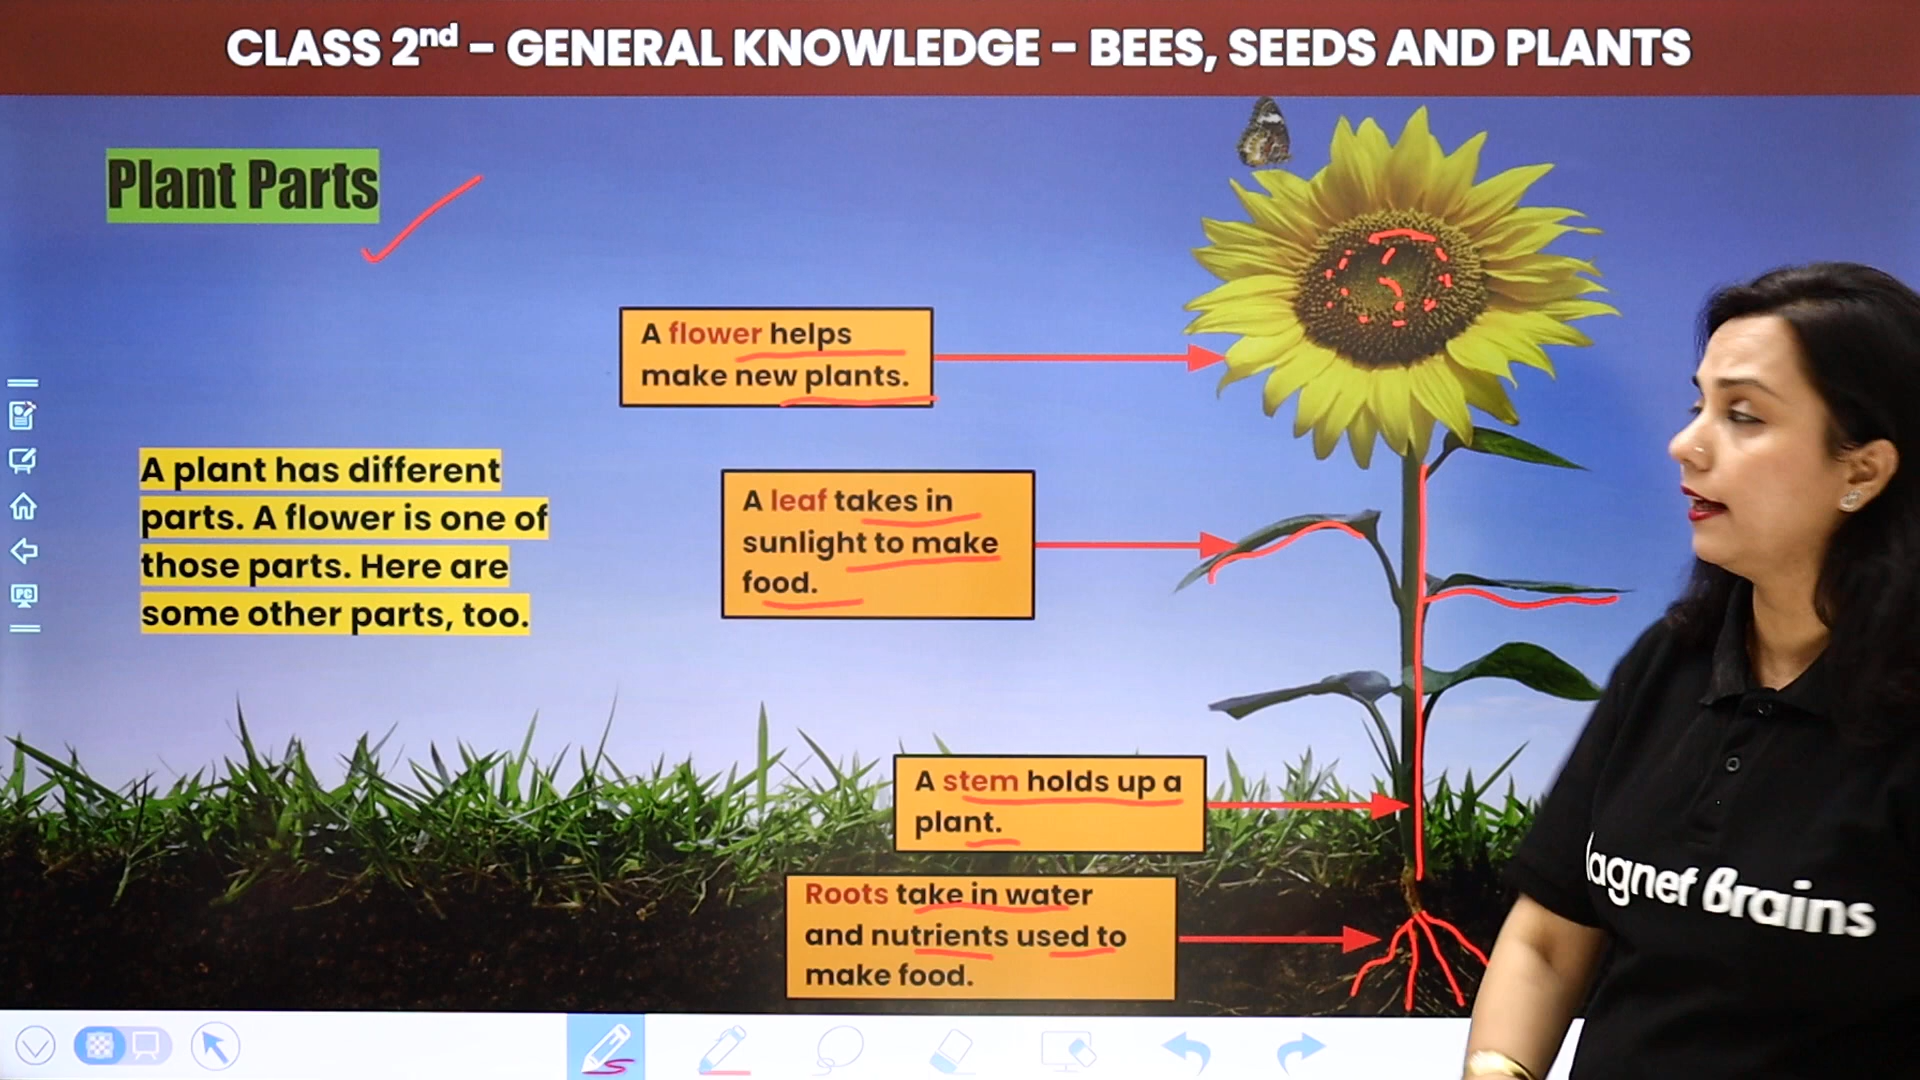 CLASS 2nd – GENERAL KNOWLEDGE – BEES, SEEDS AND PLANTS
Plant Parts
A flower helps
make new plants.
A plant has different
parts. A flower is one of
those parts. Here are
some other parts, too.
A leaf takes in
sunlight to make
food.
A stem holds up a
plant.
Roots take in water
and nutrients used to
make food.
PC
agnet Brains